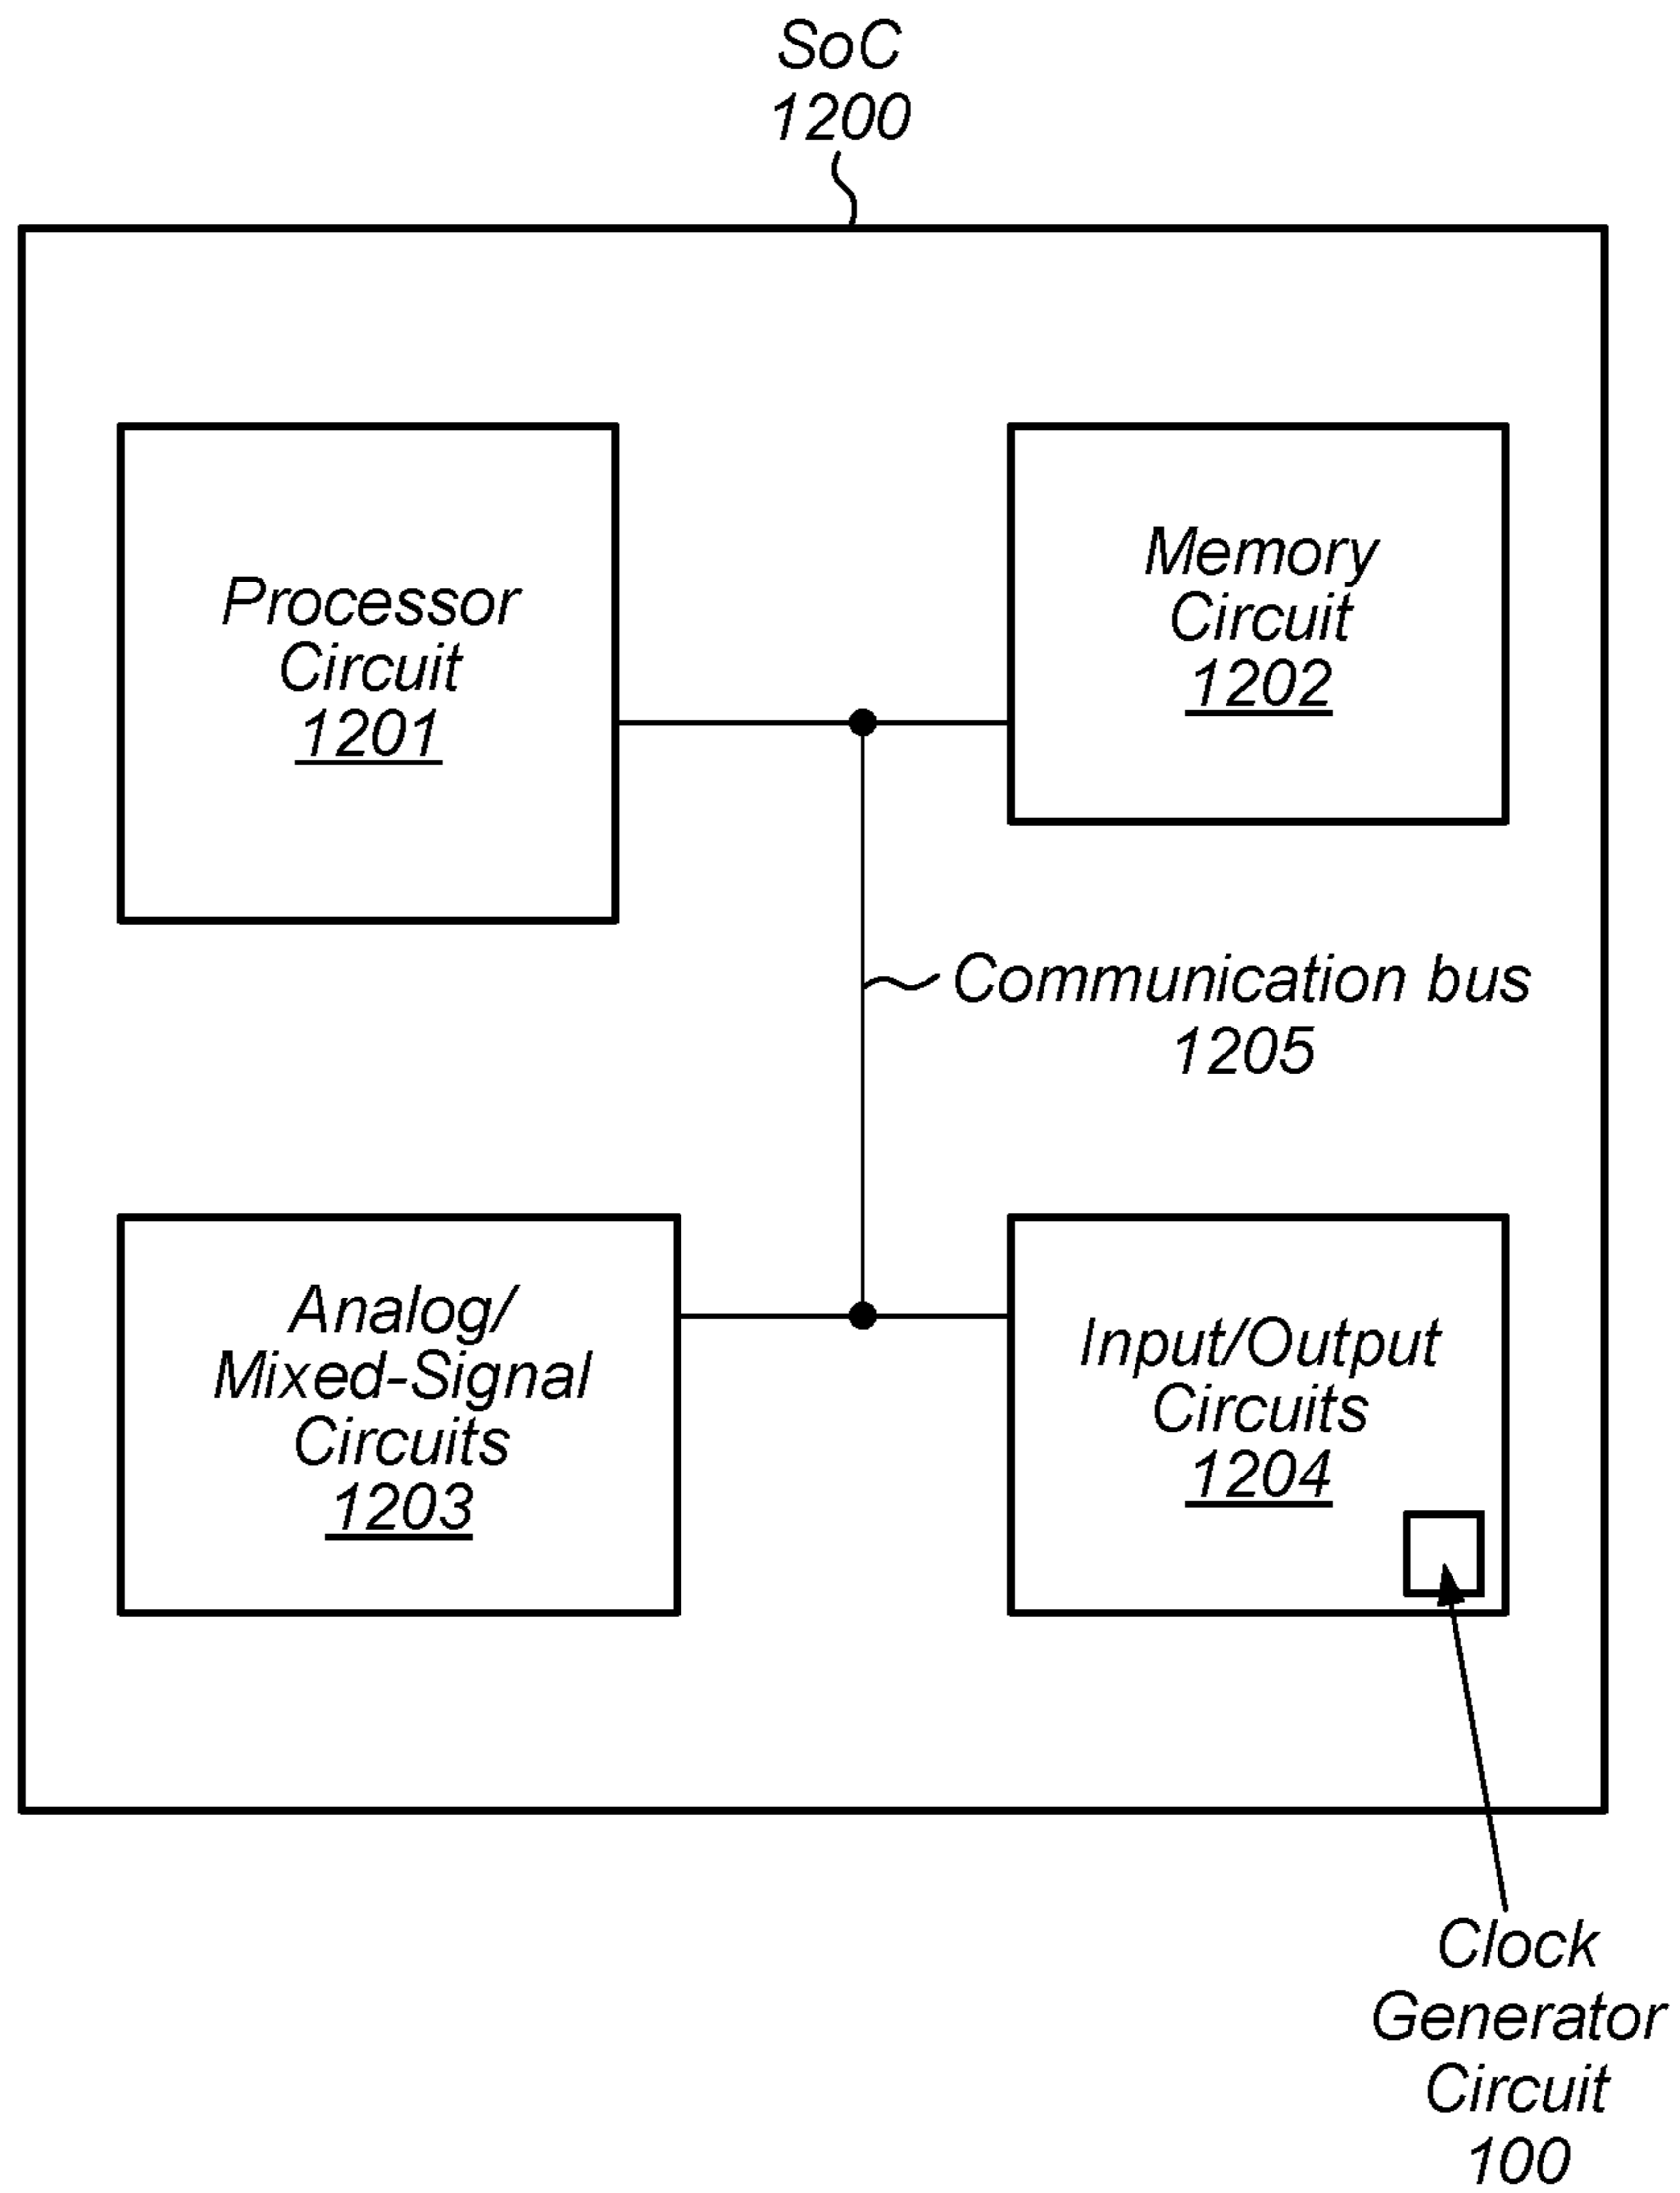 SoC
1200
Processor
Circuit
1201
Memory
Circuit
1202
Communication bus
1205
Analog/
Mixed-Signal
Circuits
1203
Input/Output
Circuits
1204
Clock
Generator
Circuit
100